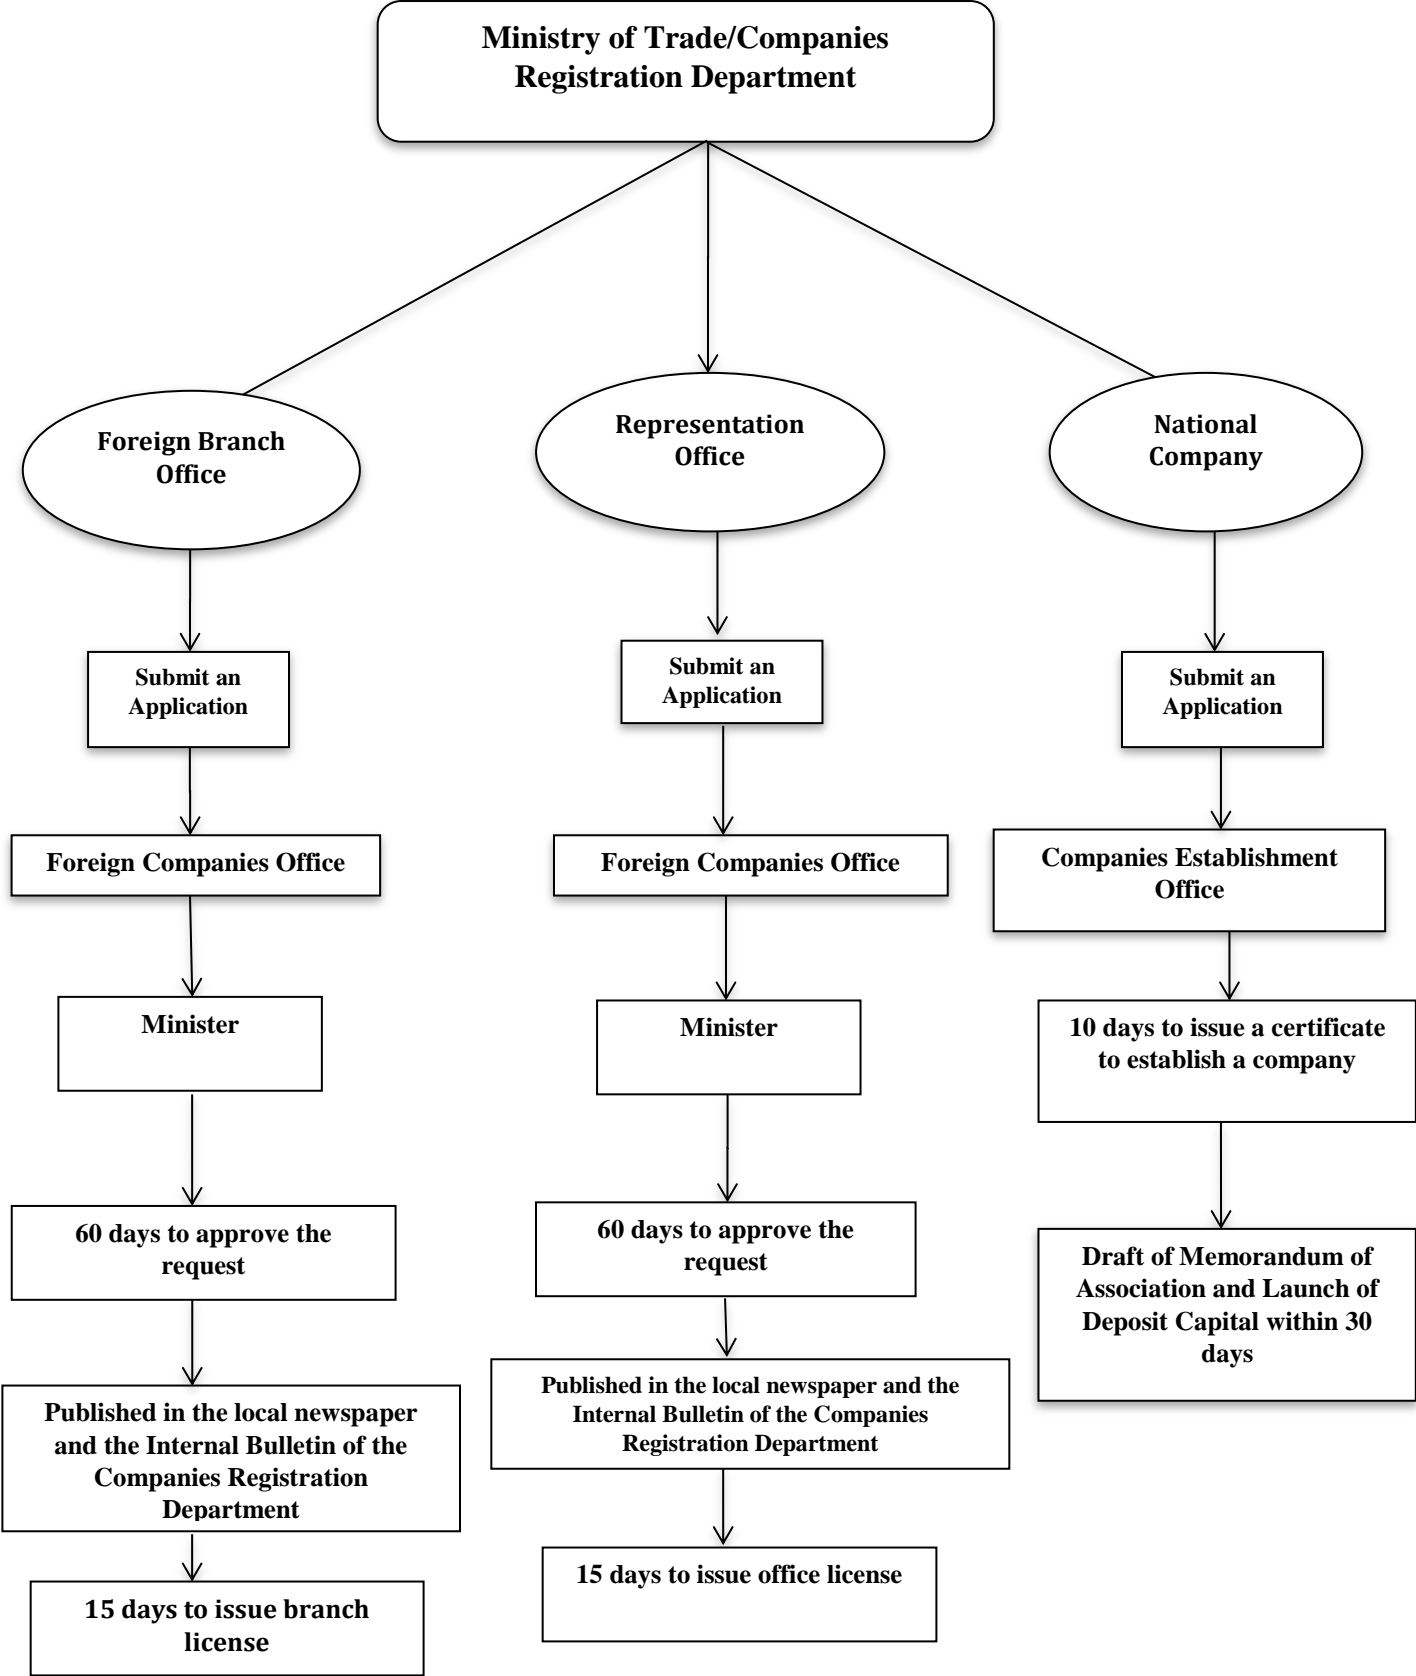 Ministry of Trade/Companies
Registration Department
Foreign Branch
Office
Submit an
Application
Foreign Companies Office
Minister
60 days to approve the
request
Published in the local newspaper
and the Internal Bulletin of the
Companies Registration
Department
15 days to issue branch
license
Representation
Office
Submit an
Application
Foreign Companies Office
Minister
60 days to approve the
request
Published in the local newspaper and the
Internal Bulletin of the Companies
Registration Department
15 days to issue office license
National
Company
Submit an
Application
Companies Establishment
Office
10 days to issue a certificate
to establish a company
Draft of Memorandum of
Association and Launch of
Deposit Capital within 30
days